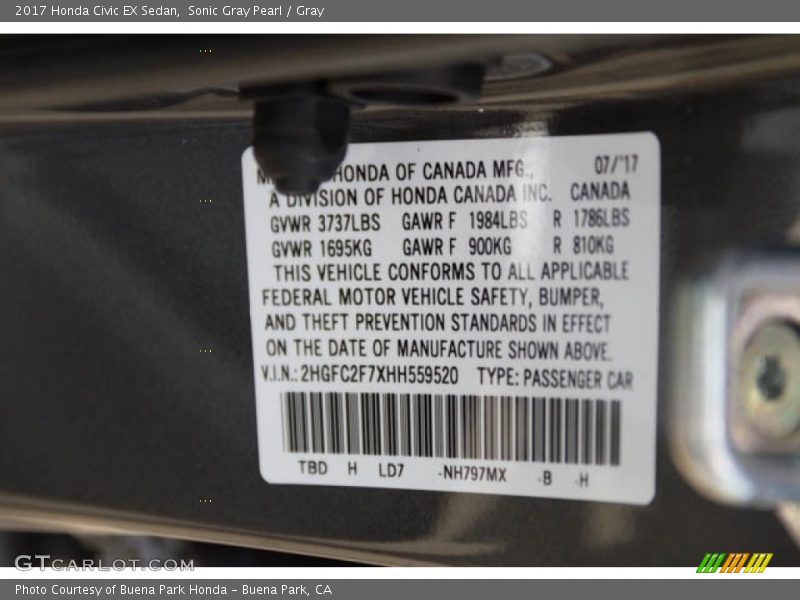 2017 Honda Civic EX Sedan, Sonic Gray Pearl / Gray
HONDA OF CANADA MFG., 07/'17
A DIVISION OF HONDA CANADA INC. CANADA
GVWR 3737LBS GAWR F 1984LBS R 1786LBS
GVWR 1695KG GAWR F 900KG R 810KG
THIS VEHICLE CONFORMS TO ALL APPLICABLE
FEDERAL MOTOR VEHICLE SAFETY, BUMPER,
AND THEFT PREVENTION STANDARDS IN EFFECT
ON THE DATE OF MANUFACTURE SHOWN ABOVE.
V.I.N.: 2HGFC2F7XHH559520 TYPE: PASSENGER CAR
TBD H LD7 -NH797MX -B -H
GTCARLOT.COM
Photo Courtesy of Buena Park Honda - Buena Park, CA